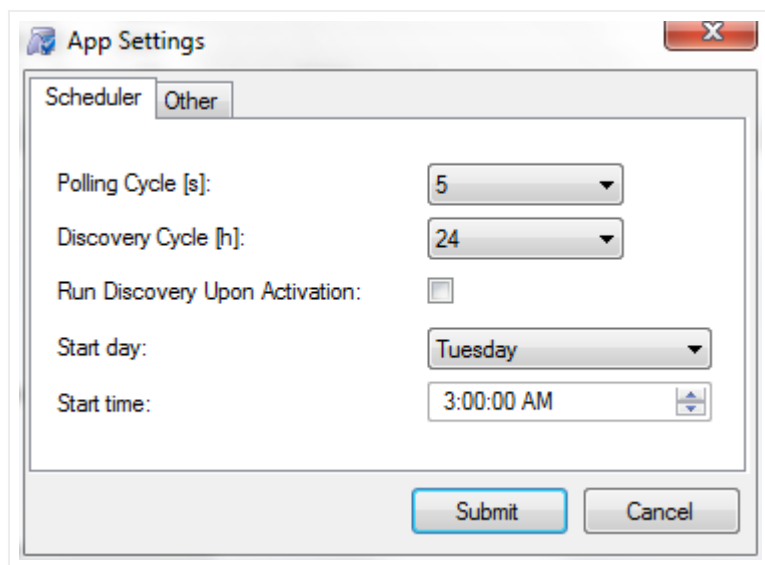 App Settings
Scheduler Other
Polling Cycle [s]: 5
Discovery Cycle [h]: 24
Run Discovery Upon Activation:
Start day: Tuesday
Start time: 3:00:00 AM
Submit Cancel